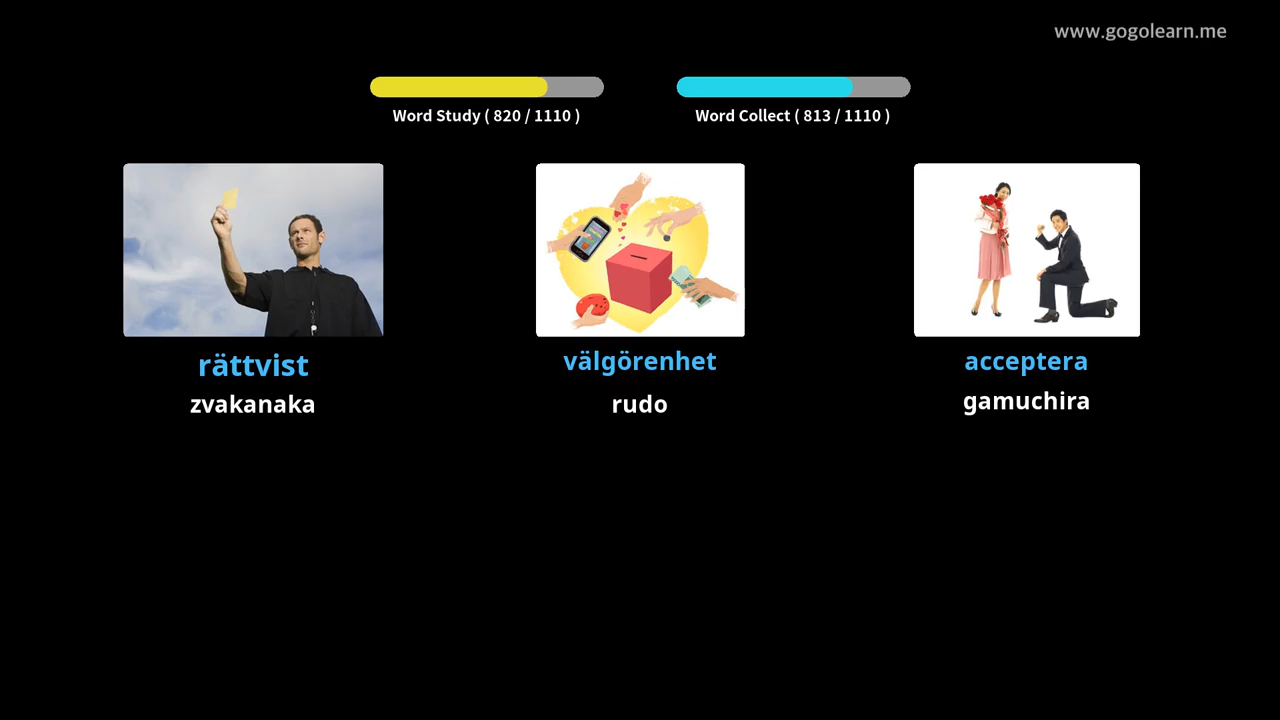 www.gogolearn.me
Word Study ( 820 / 1110 )
Word Collect ( 813 / 1110 )
rättvist
zvakanaka
välgörenhet
rudo
acceptera
gamuchira